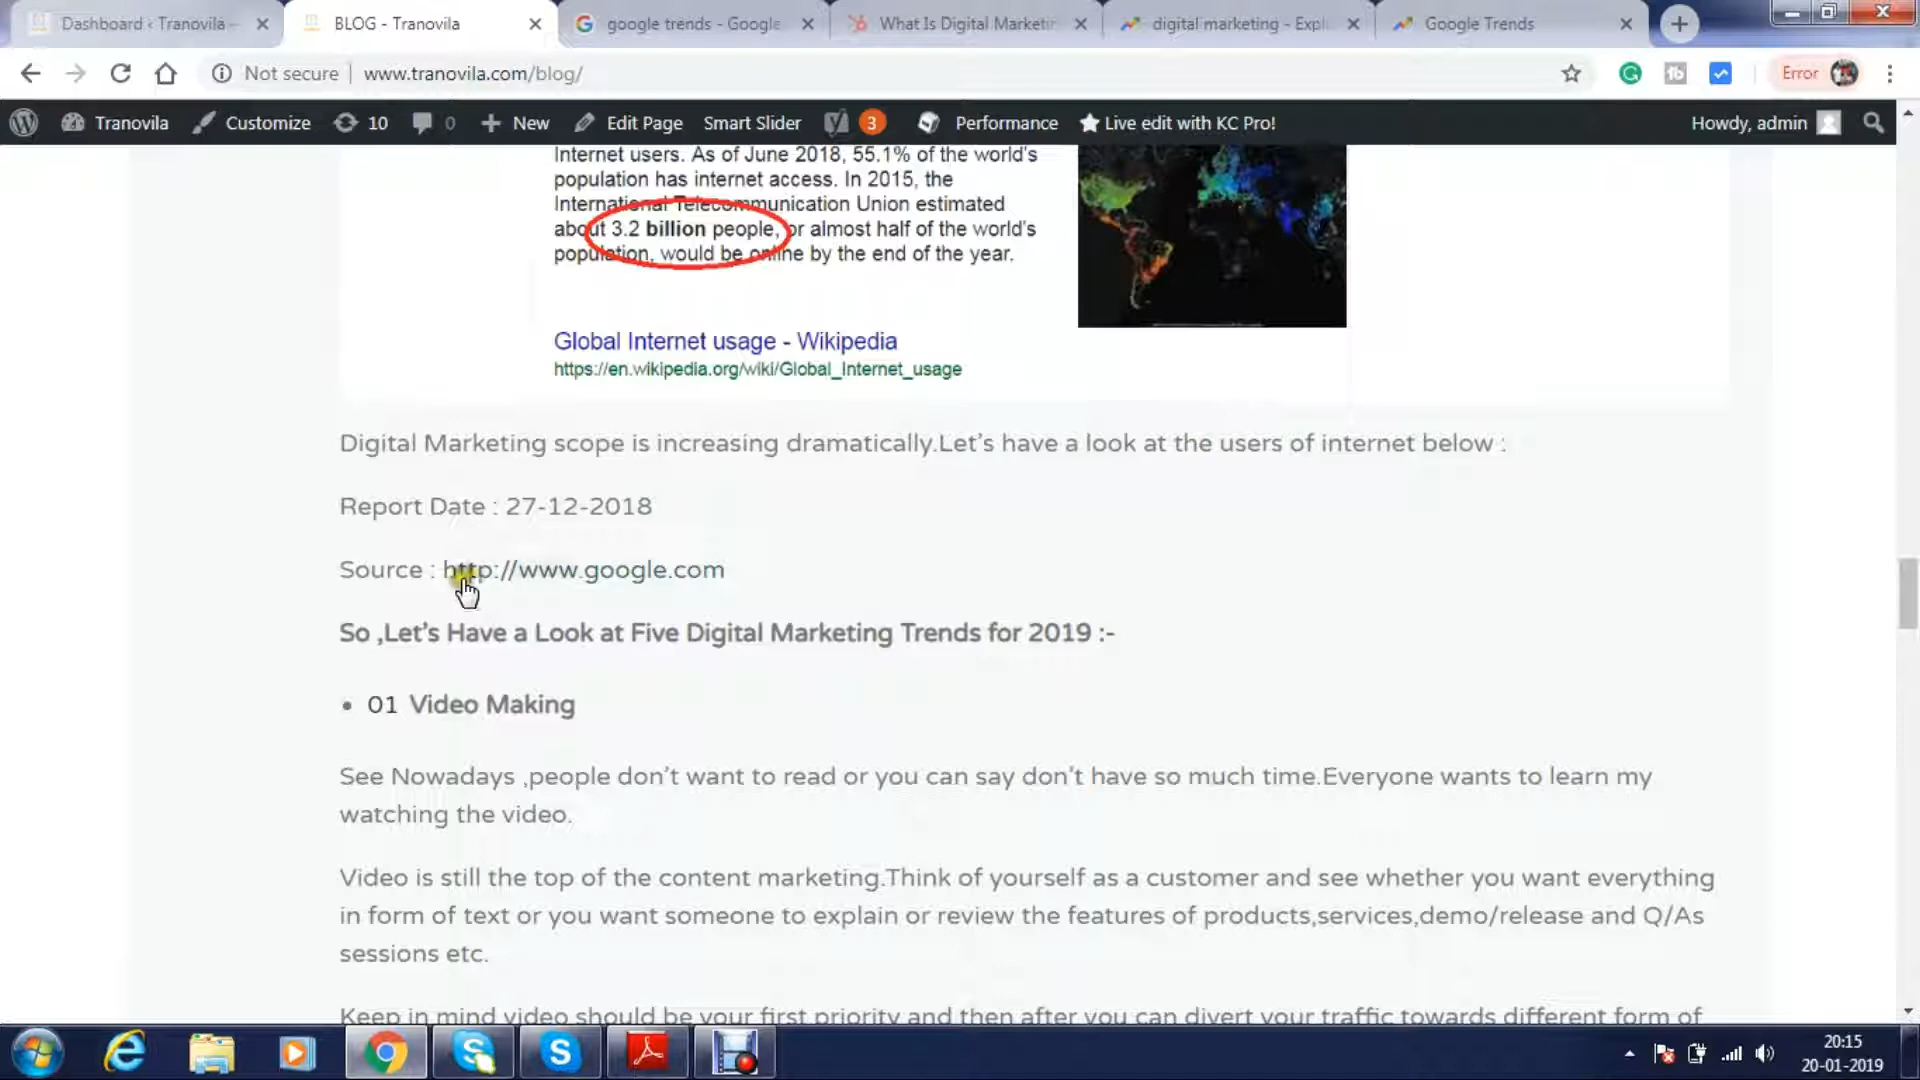 Dashboard ‹ Tranovila –
BLOG - Tranovila
google trends - Google
What Is Digital Marketin
digital marketing - Expl
Google Trends
Not secure | www.tranovila.com/blog/
Error
Tranovila
Customize
10
0
New
Edit Page
Smart Slider
3
Performance
Live edit with KC Pro!
Howdy, admin
Internet users. As of June 2018, 55.1% of the world's
population has internet access. In 2015, the
International Telecommunication Union estimated
about 3.2 billion people, or almost half of the world's
population, would be online by the end of the year.
Global Internet usage - Wikipedia
https://en.wikipedia.org/wiki/Global_Internet_usage
Digital Marketing scope is increasing dramatically.Let's have a look at the users of internet below :
Report Date : 27-12-2018
Source : http://www.google.com
So ,Let's Have a Look at Five Digital Marketing Trends for 2019 :-
• 01 Video Making
See Nowadays ,people don't want to read or you can say don't have so much time.Everyone wants to learn my
watching the video.
Video is still the top of the content marketing.Think of yourself as a customer and see whether you want everything
in form of text or you want someone to explain or review the features of products,services,demo/release and Q/As
sessions etc.
Keep in mind video should be your first priority and then after you can divert your traffic towards different form of
20:15
20-01-2019